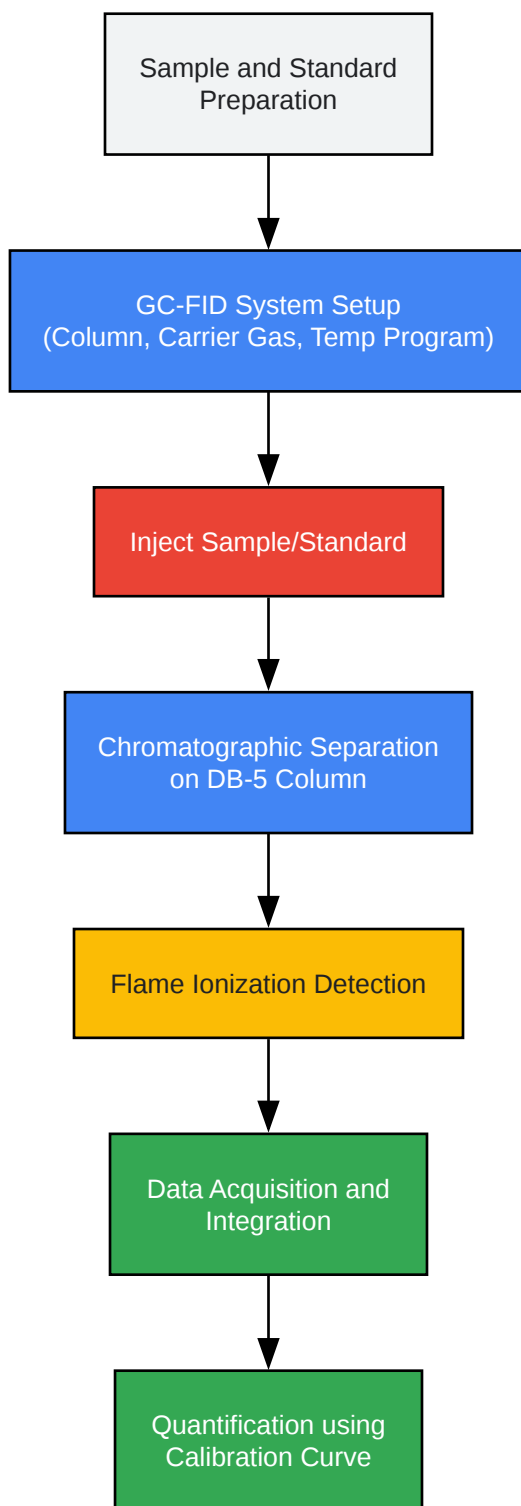 Sample and Standard
Preparation
GC-FID System Setup
(Column, Carrier Gas, Temp Program)
Inject Sample/Standard
Chromatographic Separation
on DB-5 Column
Flame Ionization Detection
Data Acquisition and
Integration
Quantification using
Calibration Curve